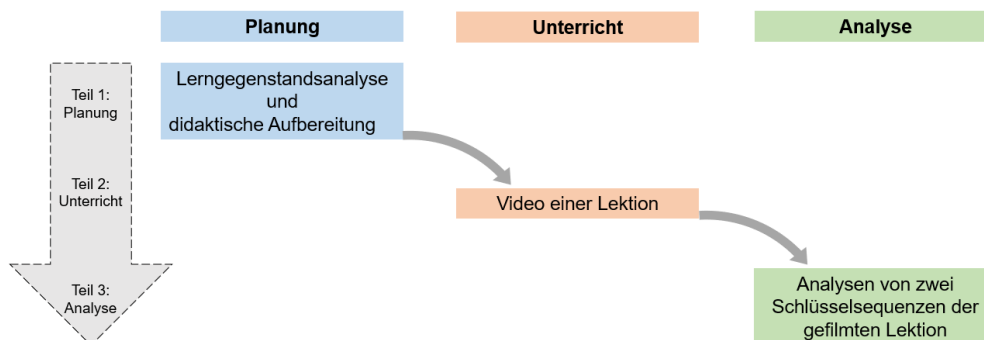 Planung
Unterricht
Analyse
Teil 1:
Planung
Lerngegenstandsanalyse
und
didaktische Aufbereitung
Teil 2:
Unterricht
Video einer Lektion
Teil 3:
Analyse
Analysen von zwei
Schlüsselsequenzen der
gefilmten Lektion